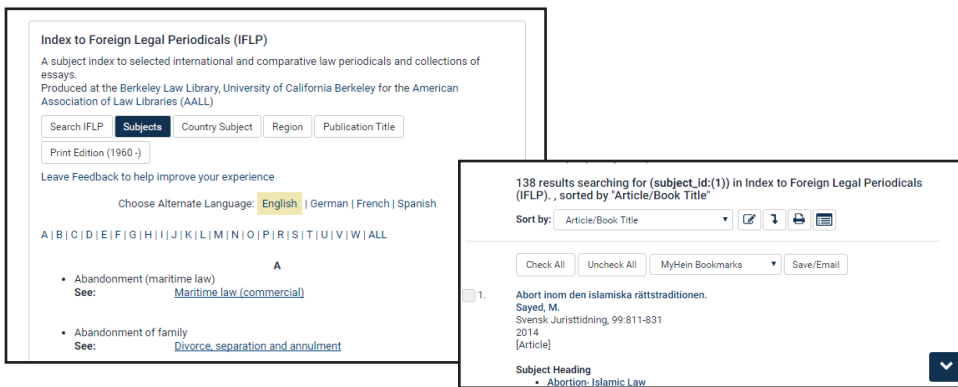 Index to Foreign Legal Periodicals (IFLP)
A subject index to selected international and comparative law periodicals and collections of
essays.
Produced at the Berkeley Law Library, University of California Berkeley for the American
Association of Law Libraries (AALL)
Search IFLP Subjects Country Subject Region Publication Title
Print Edition (1960 -)
Leave Feedback to help improve your experience
Choose Alternate Language: English | German | French | Spanish
A | B | C | D | E | F | G | H | I | J | K | L | M | N | O | P | R | S | T | U | V | W | ALL
A
• Abandonment (maritime law)
See: Maritime law (commercial)
• Abandonment of family
See: Divorce, separation and annulment
138 results searching for (subject_id:(1)) in Index to Foreign Legal Periodicals
(IFLP). , sorted by "Article/Book Title"
Sort by: Article/Book Title
Check All Uncheck All MyHein Bookmarks Save/Email
1. Abort inom den islamiska rättstraditionen.
Sayed, M.
Svensk Juristtidning, 99:811-831
2014
[Article]
Subject Heading
• Abortion- Islamic Law